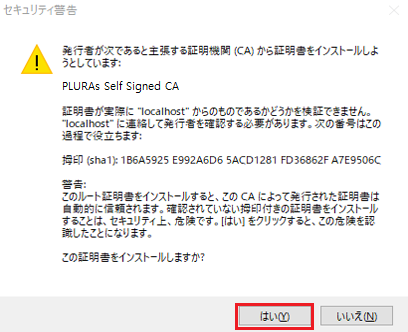 セキュリティ警告
発行者が次であると主張する証明機関 (CA) から証明書をインストールしよ
うとしています:
PLURAs Self Signed CA
証明書が実際に "localhost" からのものであるかどうかを検証できません。
"localhost" に連絡して発行者を確認する必要があります。次の番号はこの
過程で役立ちます:
拇印 (sha1): 1B6A5925 E992A6D6 5ACD1281 FD36862F A7E9506C
警告:
このルート証明書をインストールすると、この CA によって発行された証明書は
自動的に信頼されます。確認されていない拇印付きの証明書をインストール
することは、セキュリティ上、危険です。[はい] をクリックすると、この危険を認
識したことになります。
この証明書をインストールしますか?
はい(Y)
いいえ(N)